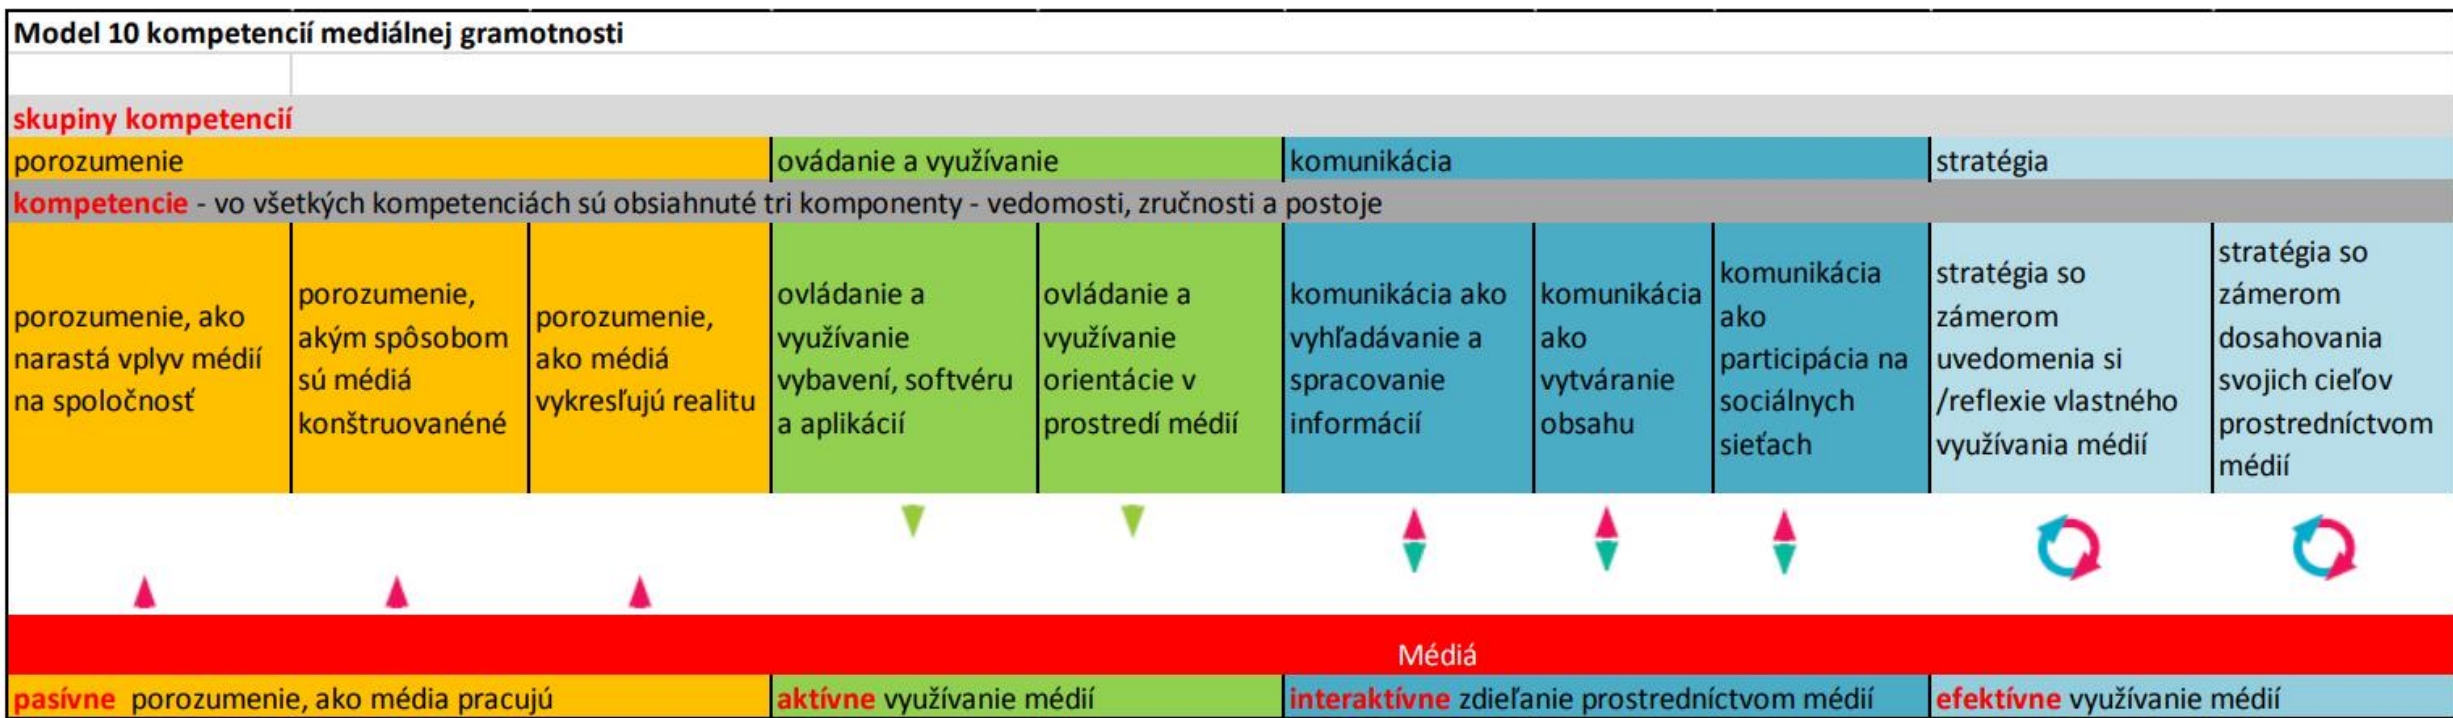 Model 10 kompetencií mediálnej gramotnosti
skupiny kompetencií
porozumenie
ovádanie a využívanie
komunikácia
stratégia
kompetencie - vo všetkých kompetenciách sú obsiahnuté tri komponenty - vedomosti, zručnosti a postoje
porozumenie, ako
narastá vplyv médií
na spoločnosť
porozumenie,
akým spôsobom
sú médiá
konštruovanéné
porozumenie,
ako médiá
vykresľujú realitu
ovládanie a
využívanie
vybavení, softvéru
a aplikácií
ovládanie a
využívanie
orientácie v
prostredí médií
komunikácia ako
vyhľadávanie a
spracovanie
informácií
komunikácia
ako
vytváranie
obsahu
komunikácia
ako
participácia na
sociálnych
sieťach
stratégia so
zámerom
uvedomenia si
/reflexie vlastného
využívania médií
stratégia so
zámerom
dosahovania
svojich cieľov
prostredníctvom
médií
Médiá
pasívne porozumenie, ako média pracujú
aktívne využívanie médií
interaktívne zdieľanie prostredníctvom médií
efektívne využívanie médií